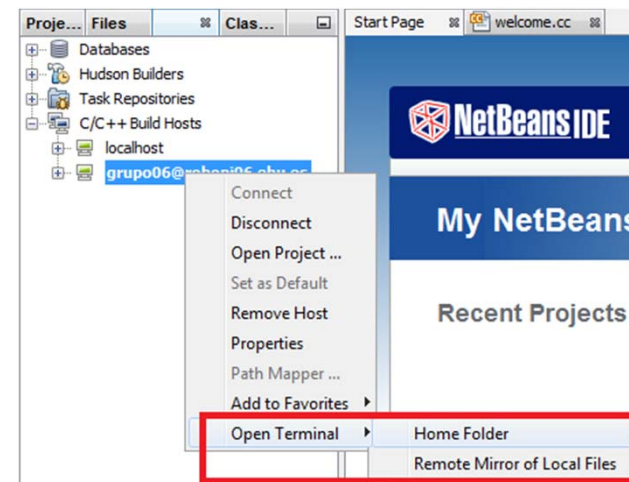 Proje... Files Clas... Start Page welcome.cc
Databases
Hudson Builders
Task Repositories
C/C++ Build Hosts
localhost
NetBeans IDE
My NetBeans
Recent Projects
Connect
Disconnect
Open Project ...
Set as Default
Remove Host
Properties
Path Mapper ...
Add to Favorites
Open Terminal
Home Folder
Remote Mirror of Local Files